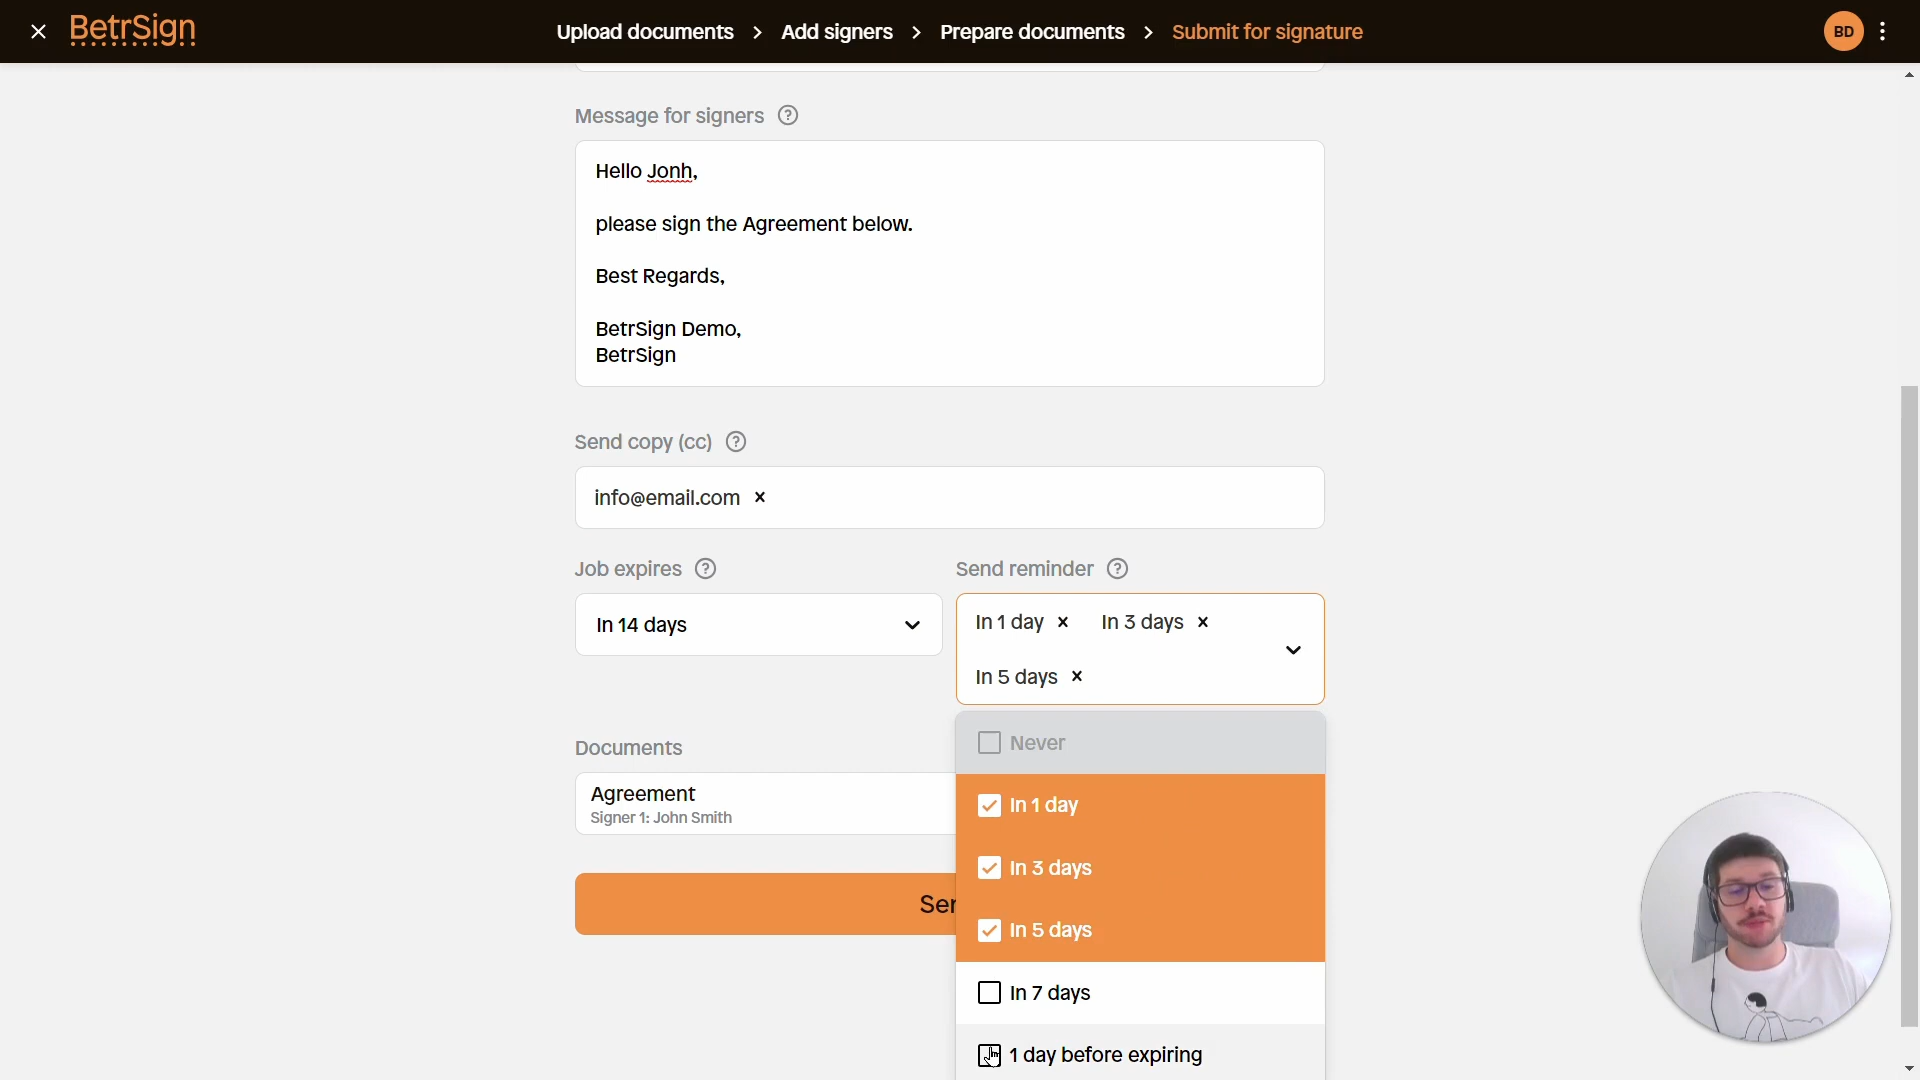 BetrSign
Upload documents > Add signers > Prepare documents > Submit for signature
BD
Message for signers
Hello Jonh,
please sign the Agreement below.
Best Regards,
BetrSign Demo,
BetrSign
Send copy (cc)
info@email.com
Job expires
Send reminder
In 14 days
In 1 day
In 3 days
In 5 days
Never
In 1 day
In 3 days
In 5 days
In 7 days
1 day before expiring
Documents
Agreement
Signer 1: John Smith